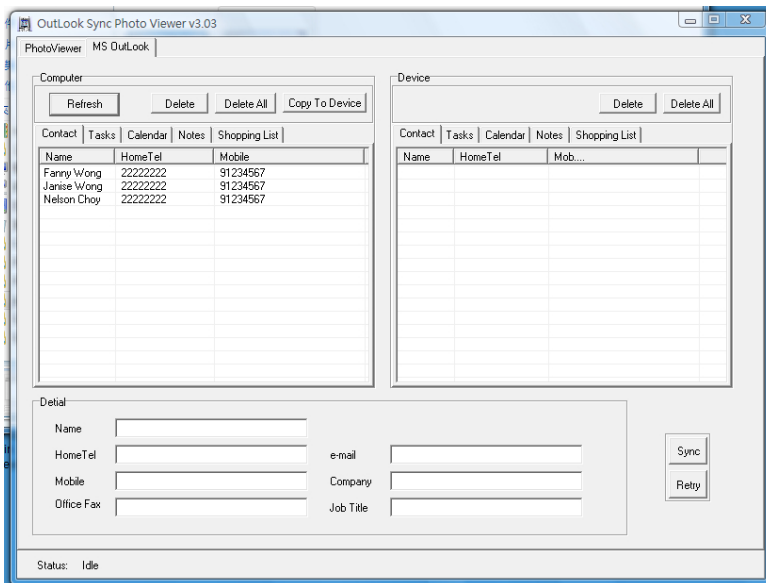 OutLook Sync Photo Viewer v3.03
PhotoViewer MS OutLook
Computer
Refresh Delete Delete All Copy To Device
Contact Tasks Calendar Notes Shopping List
Name HomeTel Mobile
Fanny Wong 22222222 91234567
Janise Wong 22222222 91234567
Nelson Choy 22222222 91234567
Device
Delete Delete All
Contact Tasks Calendar Notes Shopping List
Name HomeTel Mob....
Detial
Name
HomeTel e-mail
Mobile Company
Office Fax Job Title
Sync
Retry
Status: Idle